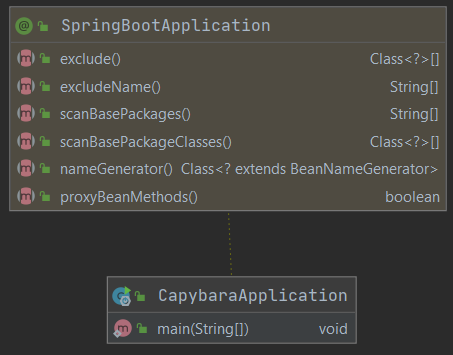 SpringBootApplication
exclude() Class<?>[]
excludeName() String[]
scanBasePackages() String[]
scanBasePackageClasses() Class<?>[]
nameGenerator() Class<? extends BeanNameGenerator>
proxyBeanMethods() boolean
CapybaraApplication
main(String[]) void